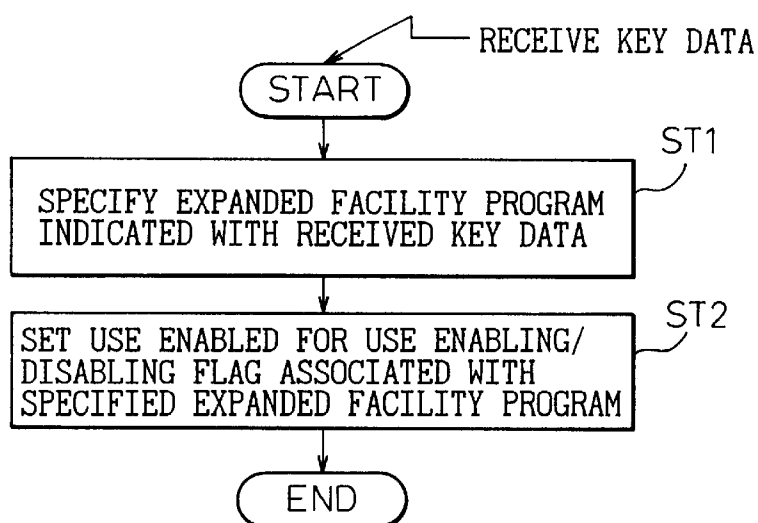 RECEIVE KEY DATA
START
ST1
SPECIFY EXPANDED FACILITY PROGRAM
INDICATED WITH RECEIVED KEY DATA
ST2
SET USE ENABLED FOR USE ENABLING/
DISABLING FLAG ASSOCIATED WITH
SPECIFIED EXPANDED FACILITY PROGRAM
END